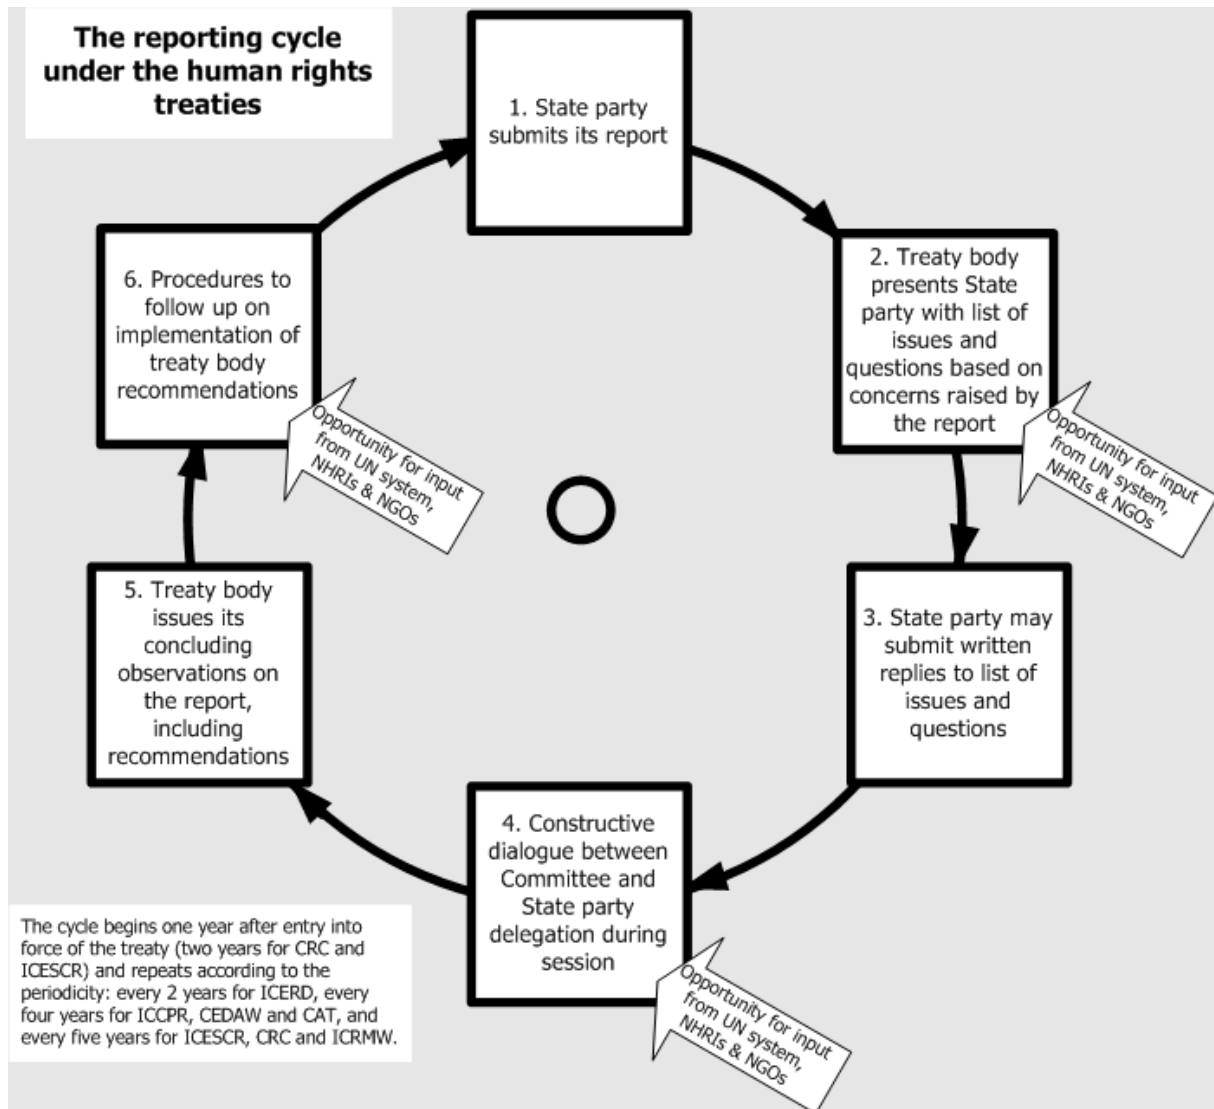 The reporting cycle
under the human rights
treaties
1. State party
submits its report
2. Treaty body
presents State
party with list of
issues and
questions based on
concerns raised by
the report
Opportunity for input
from UN system,
NHRIs & NGOs
3. State party may
submit written
replies to list of
issues and
questions
4. Constructive
dialogue between
Committee and
State party
delegation during
session
Opportunity for input
from UN system,
NHRIs & NGOs
5. Treaty body
issues its
concluding
observations on
the report,
including
recommendations
6. Procedures to
follow up on
implementation of
treaty body
recommendations
Opportunity for input
from UN system,
NHRIs & NGOs
The cycle begins one year after entry into
force of the treaty (two years for CRC and
ICESCR) and repeats according to the
periodicity: every 2 years for ICERD, every
four years for ICCPR, CEDAW and CAT, and
every five years for ICESCR, CRC and ICRMW.